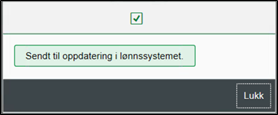 Sendt til oppdatering i lønnssystemet.
Lukk